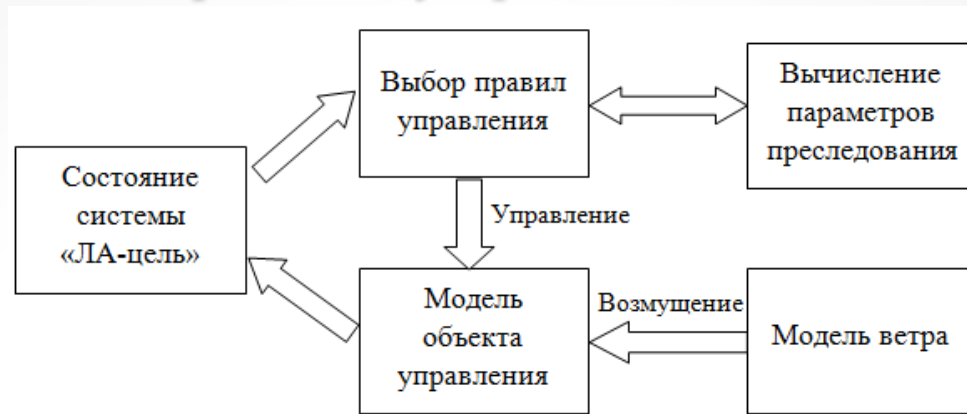 Выбор правил
управления
Вычисление
параметров
преследования
Состояние
системы
«ЛА-цель»
Управление
Модель
объекта
управления
Возмущение
Модель ветра